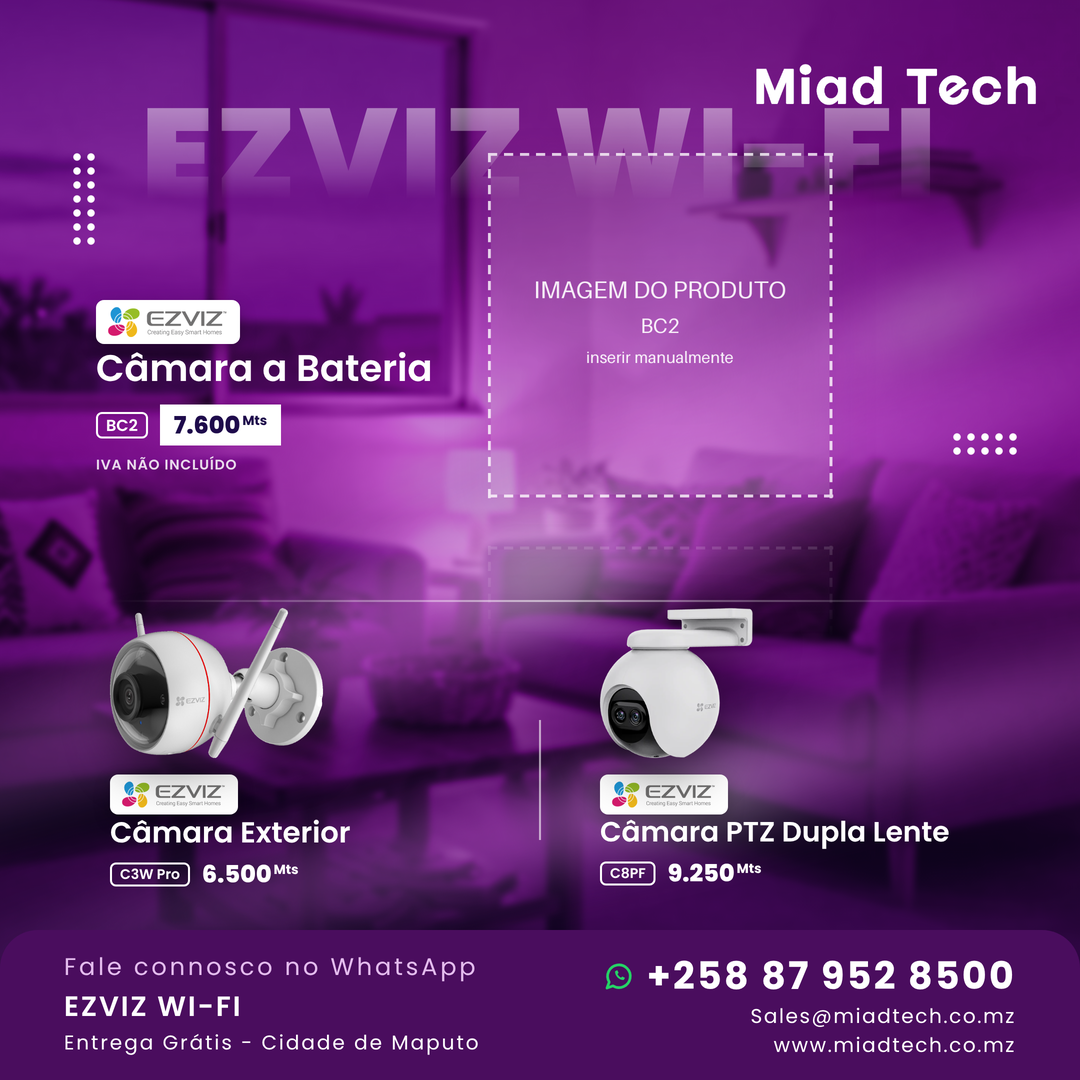 Miad Tech
EZVIZ WI-FI
IMAGEM DO PRODUTO
BC2
inserir manualmente
EZVIZ
Creating Easy Smart Homes
Câmara a Bateria
BC2 7.600 Mts
IVA NÃO INCLUÍDO
EZVIZ
EZVIZ
EZVIZ
Creating Easy Smart Homes
Câmara Exterior
C3W Pro 6.500 Mts
EZVIZ
Creating Easy Smart Homes
Câmara PTZ Dupla Lente
C8PF 9.250 Mts
Fale connosco no WhatsApp
EZVIZ WI-FI
Entrega Grátis - Cidade de Maputo
+258 87 952 8500
Sales@miadtech.co.mz
www.miadtech.co.mz